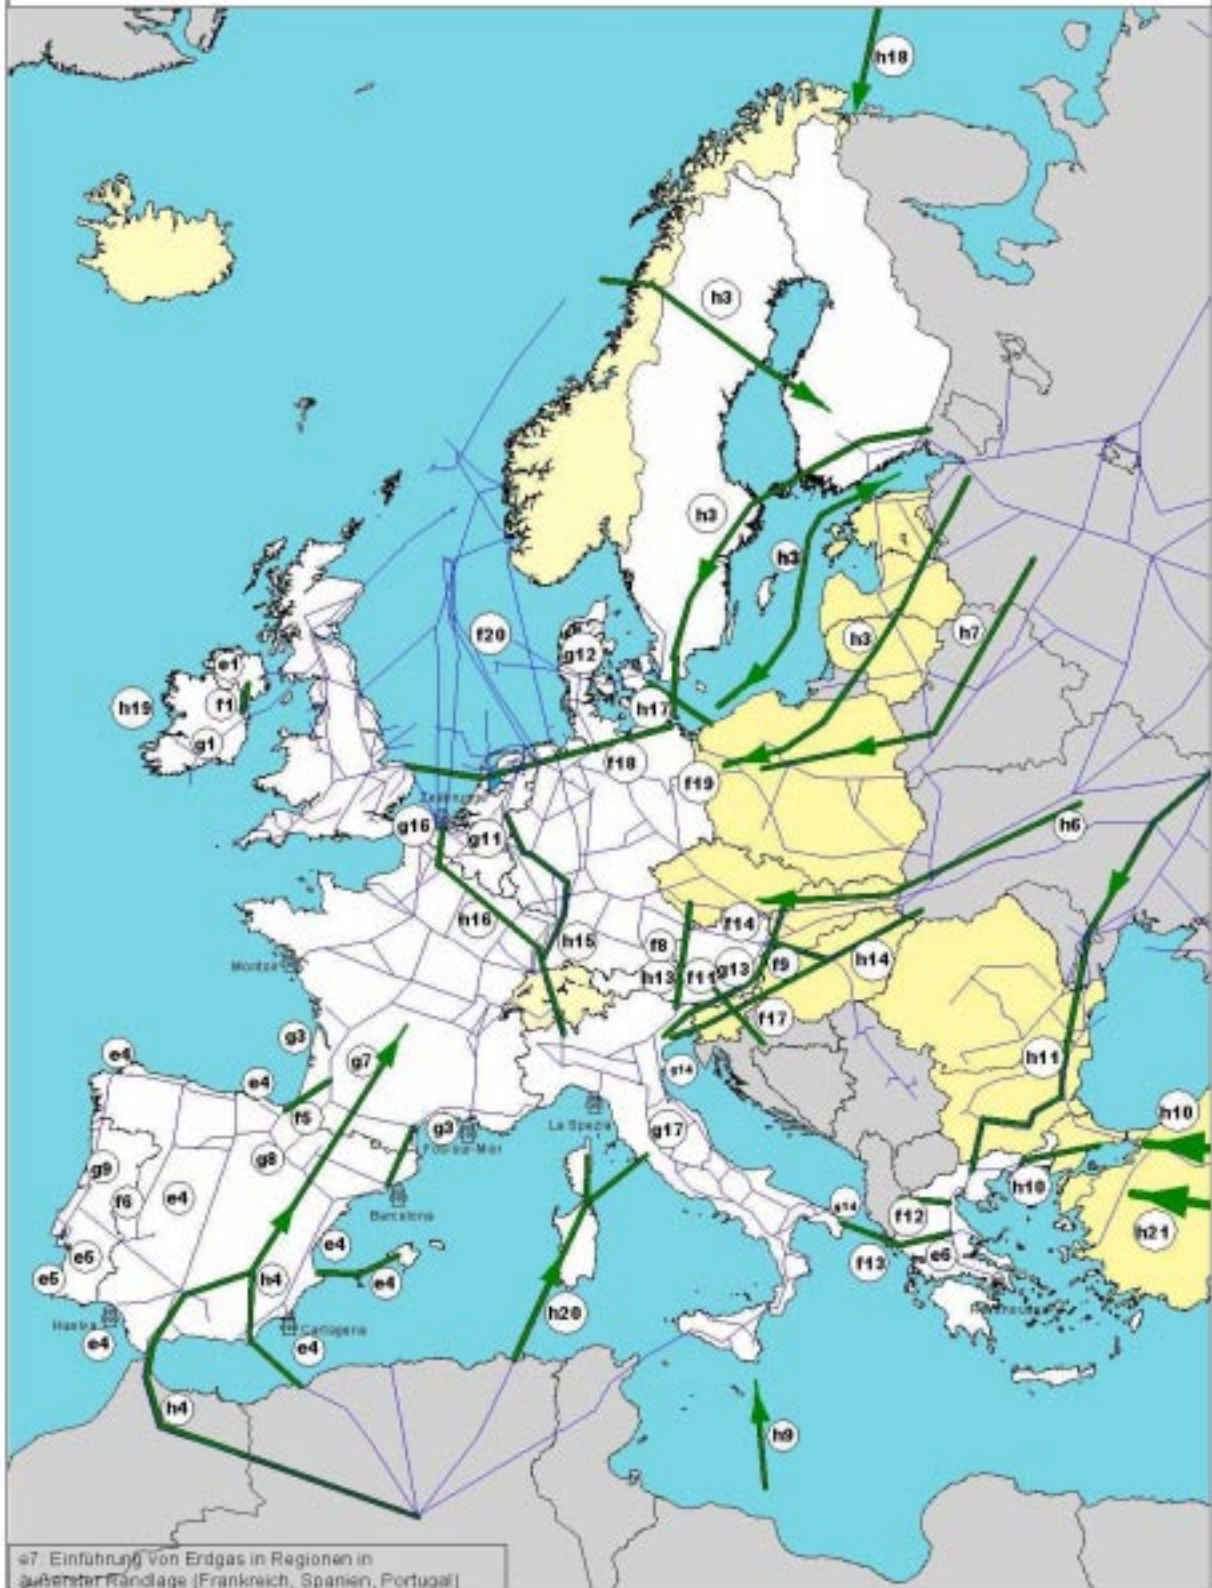 h18
h3
h3
h3
h3
h7
f20
g12
e1
f1
h19
g1
h17
f18
f19
g16
g11
h6
h16
h15
f14
f8
h13
f11
g13
f9
h14
f17
Montoir
g3
g7
e4
e4
f5
g14
h11
h10
La Spezia
g3
Fos-sur-Mer
g17
g8
g9
f6
e4
Barcelona
h10
g14
f12
f13
e6
h21
e5
e5
e4
e4
h4
h20
Huelva
e4
Cartagena
e4
h4
h9
e7. Einführung von Erdgas in Regionen in
äußerster Randlage (Frankreich, Spanien, Portugal)